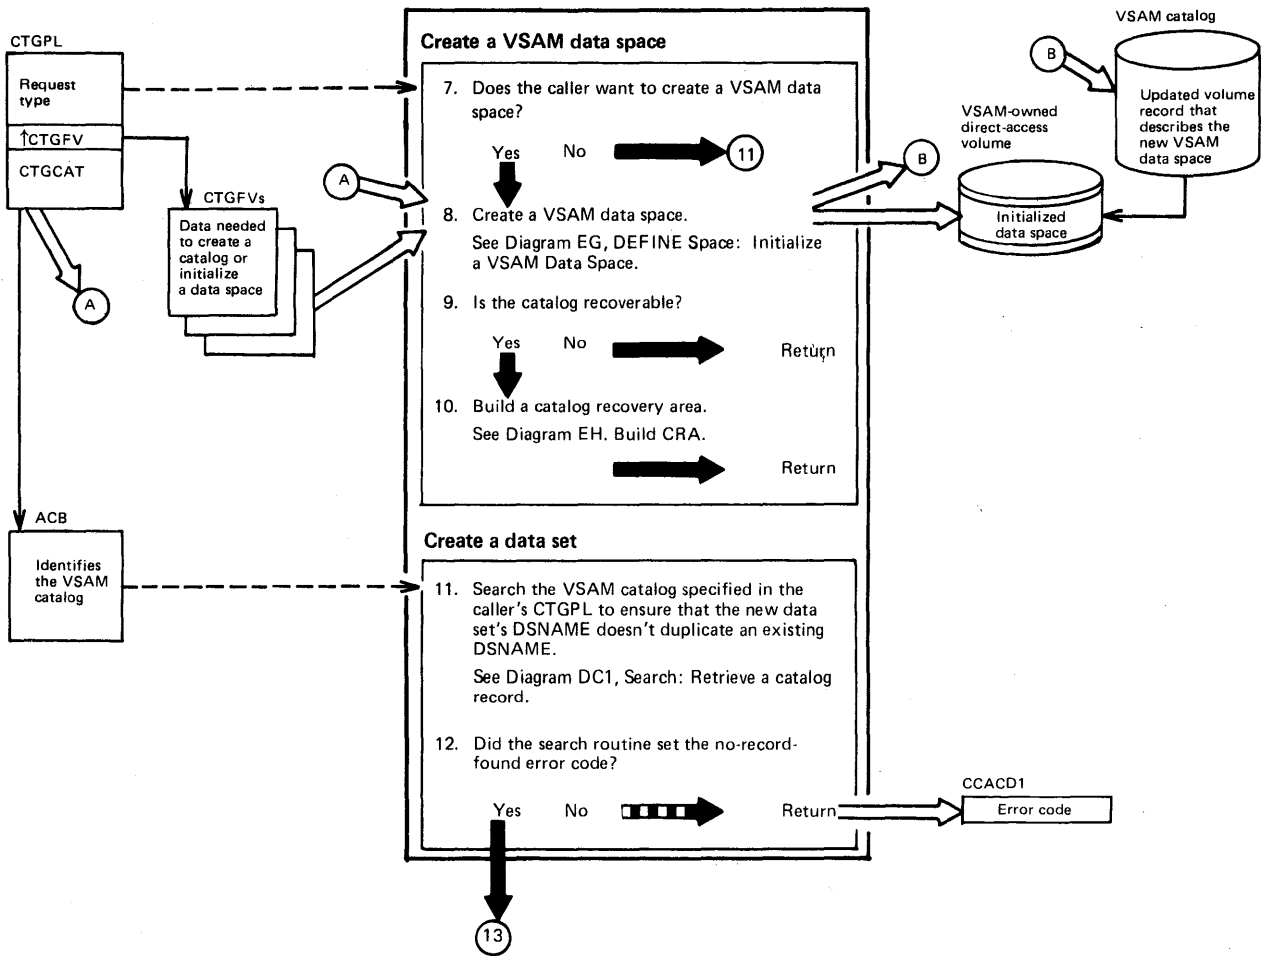 CTGPL
Request
type
↑CTGFV
CTGCAT
A
CTGFVs
Data needed
to create a
catalog or
initialize
a data space
ACB
Identifies
the VSAM
catalog
A
Create a VSAM data space
7. Does the caller want to create a VSAM data
space?
Yes No 11
8. Create a VSAM data space.
See Diagram EG, DEFINE Space: Initialize
a VSAM Data Space.
9. Is the catalog recoverable?
Yes No Return
10. Build a catalog recovery area.
See Diagram EH. Build CRA.
Return
Create a data set
11. Search the VSAM catalog specified in the
caller's CTGPL to ensure that the new data
set's DSNAME doesn't duplicate an existing
DSNAME.
See Diagram DC1, Search: Retrieve a catalog
record.
12. Did the search routine set the no-record-
found error code?
Yes No Return
13
B
VSAM-owned
direct-access
volume
Initialized
data space
B
VSAM catalog
Updated volume
record that
describes the
new VSAM
data space
CCACD1
Error code